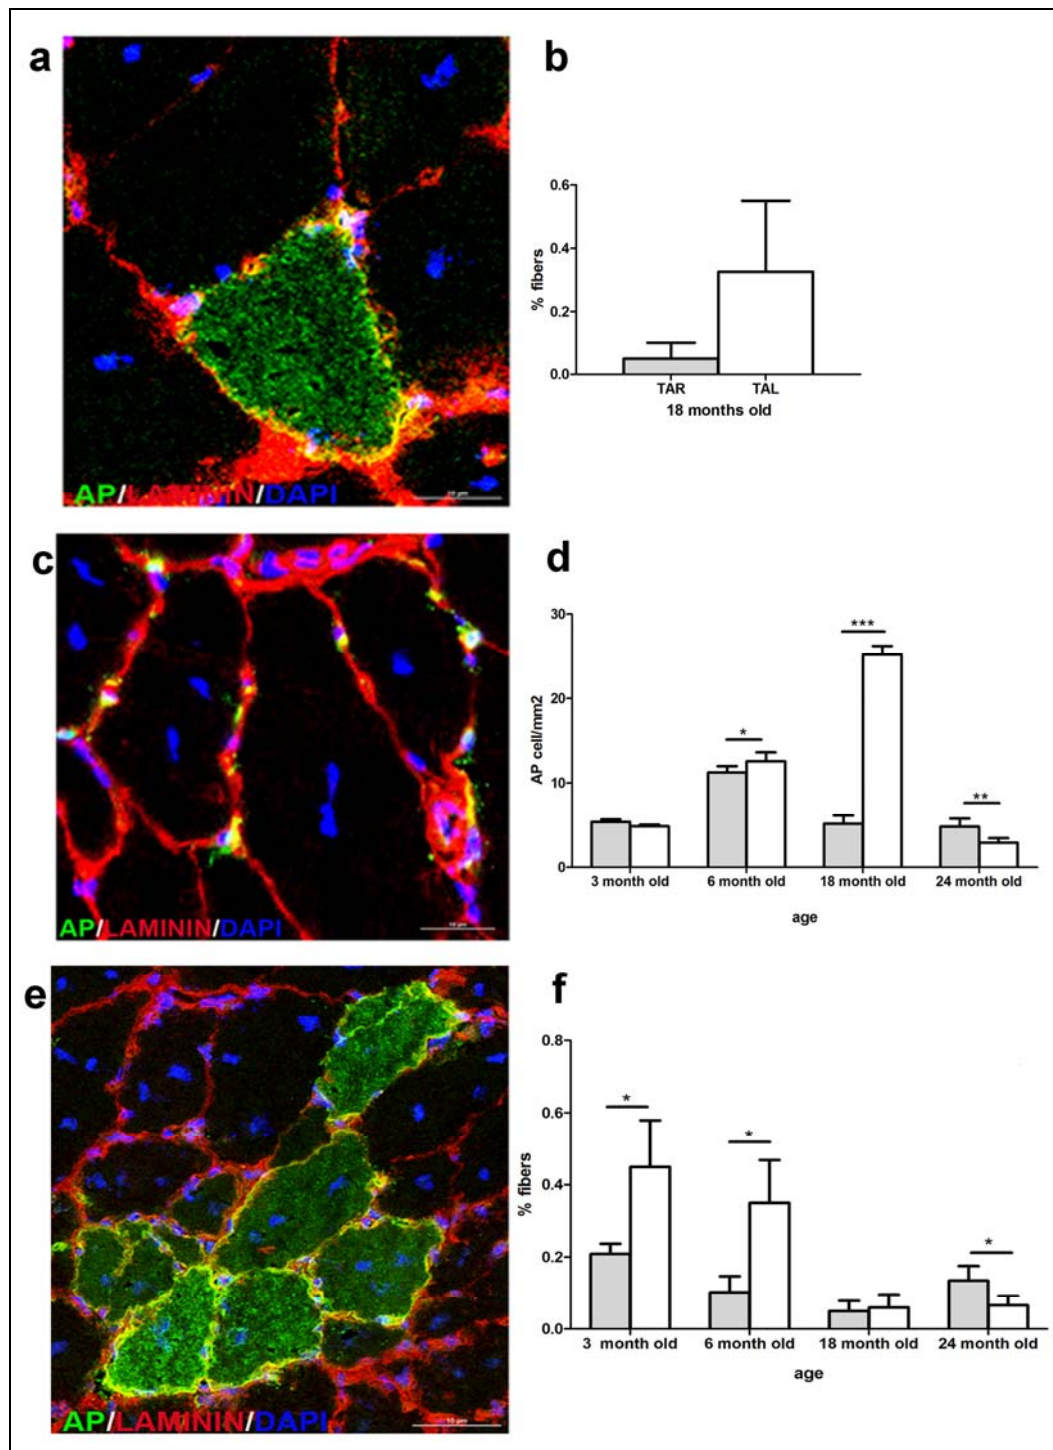 a
b
0.6
0.4
0.2
0.0
% fibers
TAR
TAL
18 months old
AP/LAMININ/DAPI
c
d
30
20
10
0
AP cell/mm2
***
*
**
3 month old
6 month old
18 month old
24 month old
age
AP/LAMININ/DAPI
e
f
0.8
0.6
0.4
0.2
0.0
% fibers
*
*
*
3 month old
6 month old
18 month old
24 month old
age
AP/LAMININ/DAPI